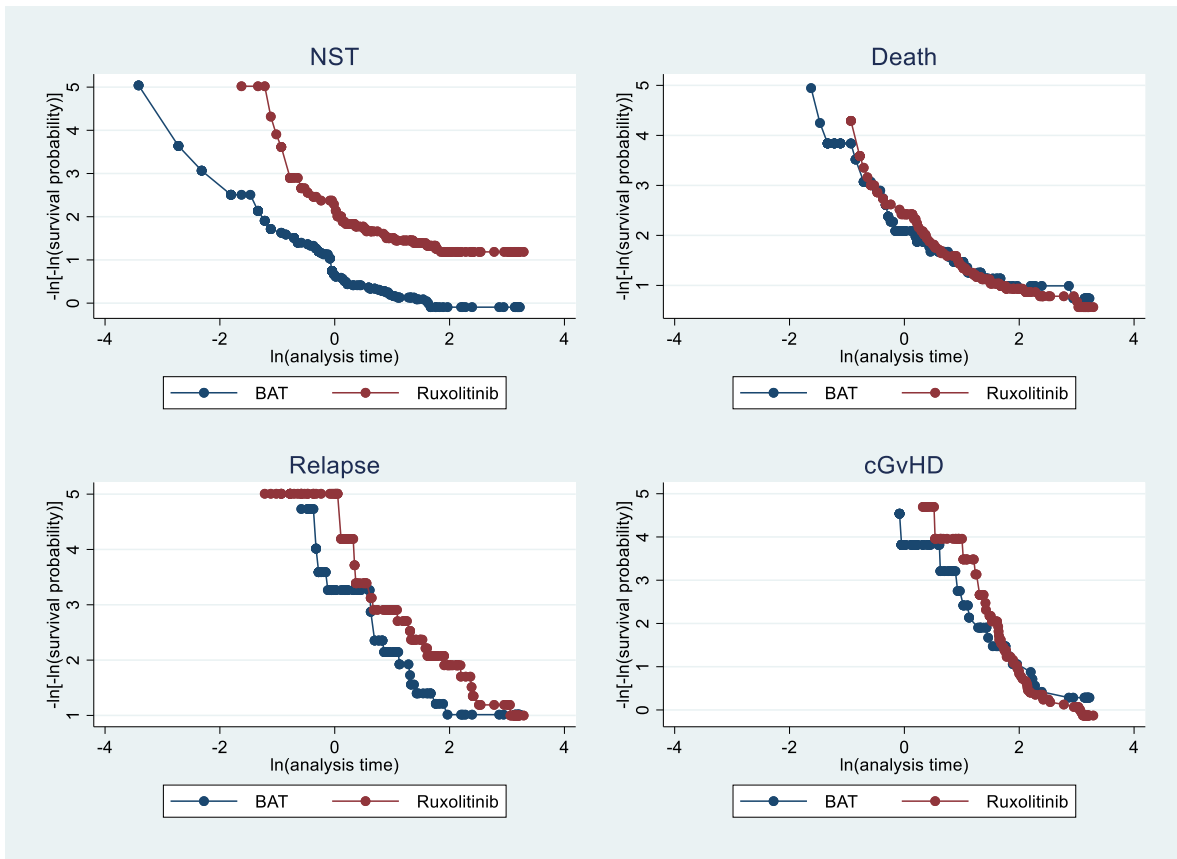 NST
-ln[-ln(survival probability)]
5
4
3
2
1
0
-4
-2
0
2
4
ln(analysis time)
BAT
Ruxolitinib
Death
-ln[-ln(survival probability)]
5
4
3
2
1
-4
-2
0
2
4
ln(analysis time)
BAT
Ruxolitinib
Relapse
-ln[-ln(survival probability)]
5
4
3
2
1
-4
-2
0
2
4
ln(analysis time)
BAT
Ruxolitinib
cGvHD
-ln[-ln(survival probability)]
5
4
3
2
1
0
-4
-2
0
2
4
ln(analysis time)
BAT
Ruxolitinib